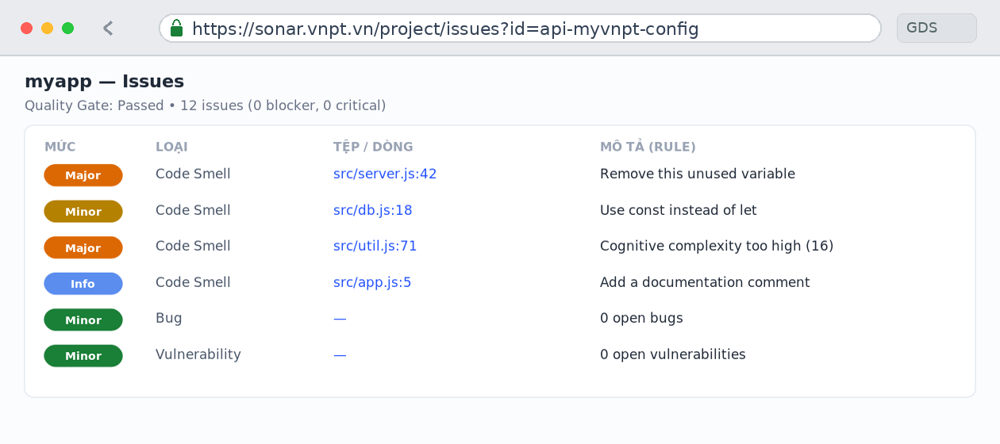 https://sonar.vnpt.vn/project/issues?id=api-myvnpt-config
GDS
myapp — Issues
Quality Gate: Passed • 12 issues (0 blocker, 0 critical)
MỨC LOẠI TỆP / DÒNG MÔ TẢ (RULE)
Major Code Smell src/server.js:42 Remove this unused variable
Minor Code Smell src/db.js:18 Use const instead of let
Major Code Smell src/util.js:71 Cognitive complexity too high (16)
Info Code Smell src/app.js:5 Add a documentation comment
Minor Bug — 0 open bugs
Minor Vulnerability — 0 open vulnerabilities